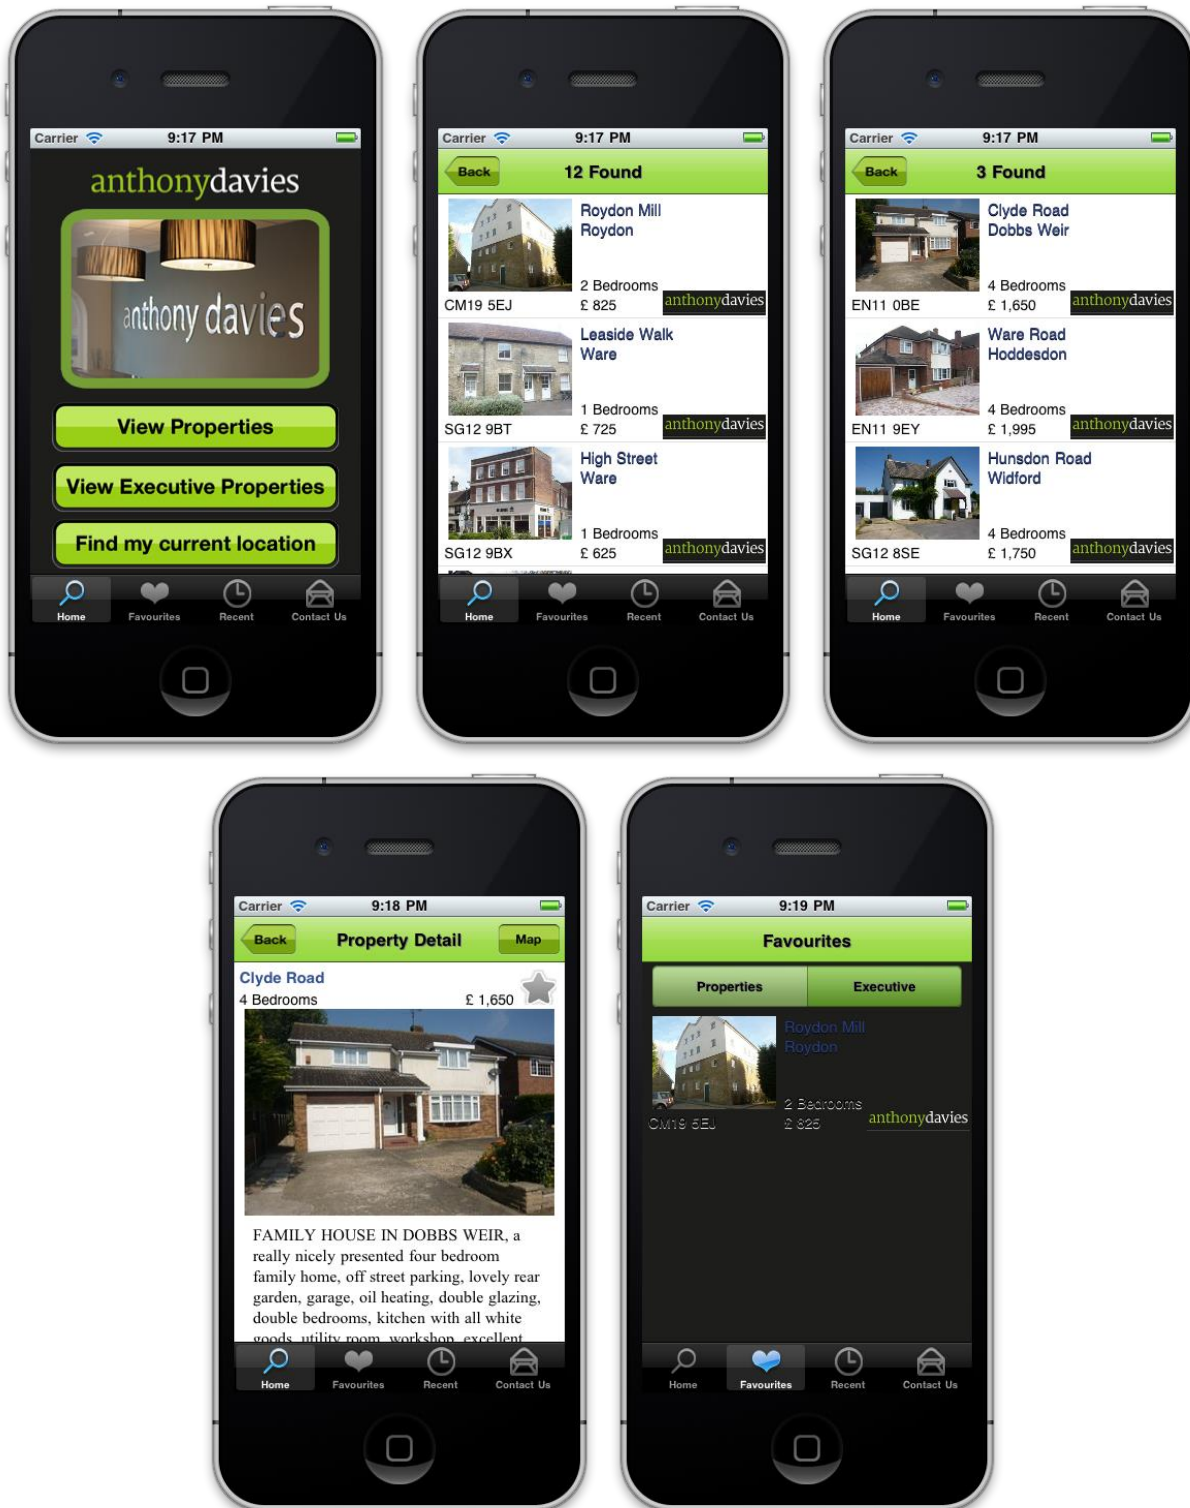 Carrier 9:17 PM
anthonydavies
anthony davies
View Properties
View Executive Properties
Find my current location
Home Favourites Recent Contact Us
Carrier 9:17 PM
Back 12 Found
Roydon Mill
Roydon
2 Bedrooms
CM19 5EJ £ 825 anthonydavies
Leaside Walk
Ware
1 Bedrooms
SG12 9BT £ 725 anthonydavies
High Street
Ware
1 Bedrooms
SG12 9BX £ 625 anthonydavies
Home Favourites Recent Contact Us
Carrier 9:17 PM
Back 3 Found
Clyde Road
Dobbs Weir
4 Bedrooms
EN11 0BE £ 1,650 anthonydavies
Ware Road
Hoddesdon
4 Bedrooms
EN11 9EY £ 1,995 anthonydavies
Hunsdon Road
Widford
4 Bedrooms
SG12 8SE £ 1,750 anthonydavies
Home Favourites Recent Contact Us
Carrier 9:18 PM
Back Property Detail Map
Clyde Road
4 Bedrooms £ 1,650
FAMILY HOUSE IN DOBBS WEIR, a
really nicely presented four bedroom
family home, off street parking, lovely rear
garden, garage, oil heating, double glazing,
double bedrooms, kitchen with all white
goods, utility room, workshop, excellent
Home Favourites Recent Contact Us
Carrier 9:19 PM
Favourites
Properties Executive
Roydon Mill
Roydon
2 Bedrooms
CM19 5EJ £ 825 anthonydavies
Home Favourites Recent Contact Us